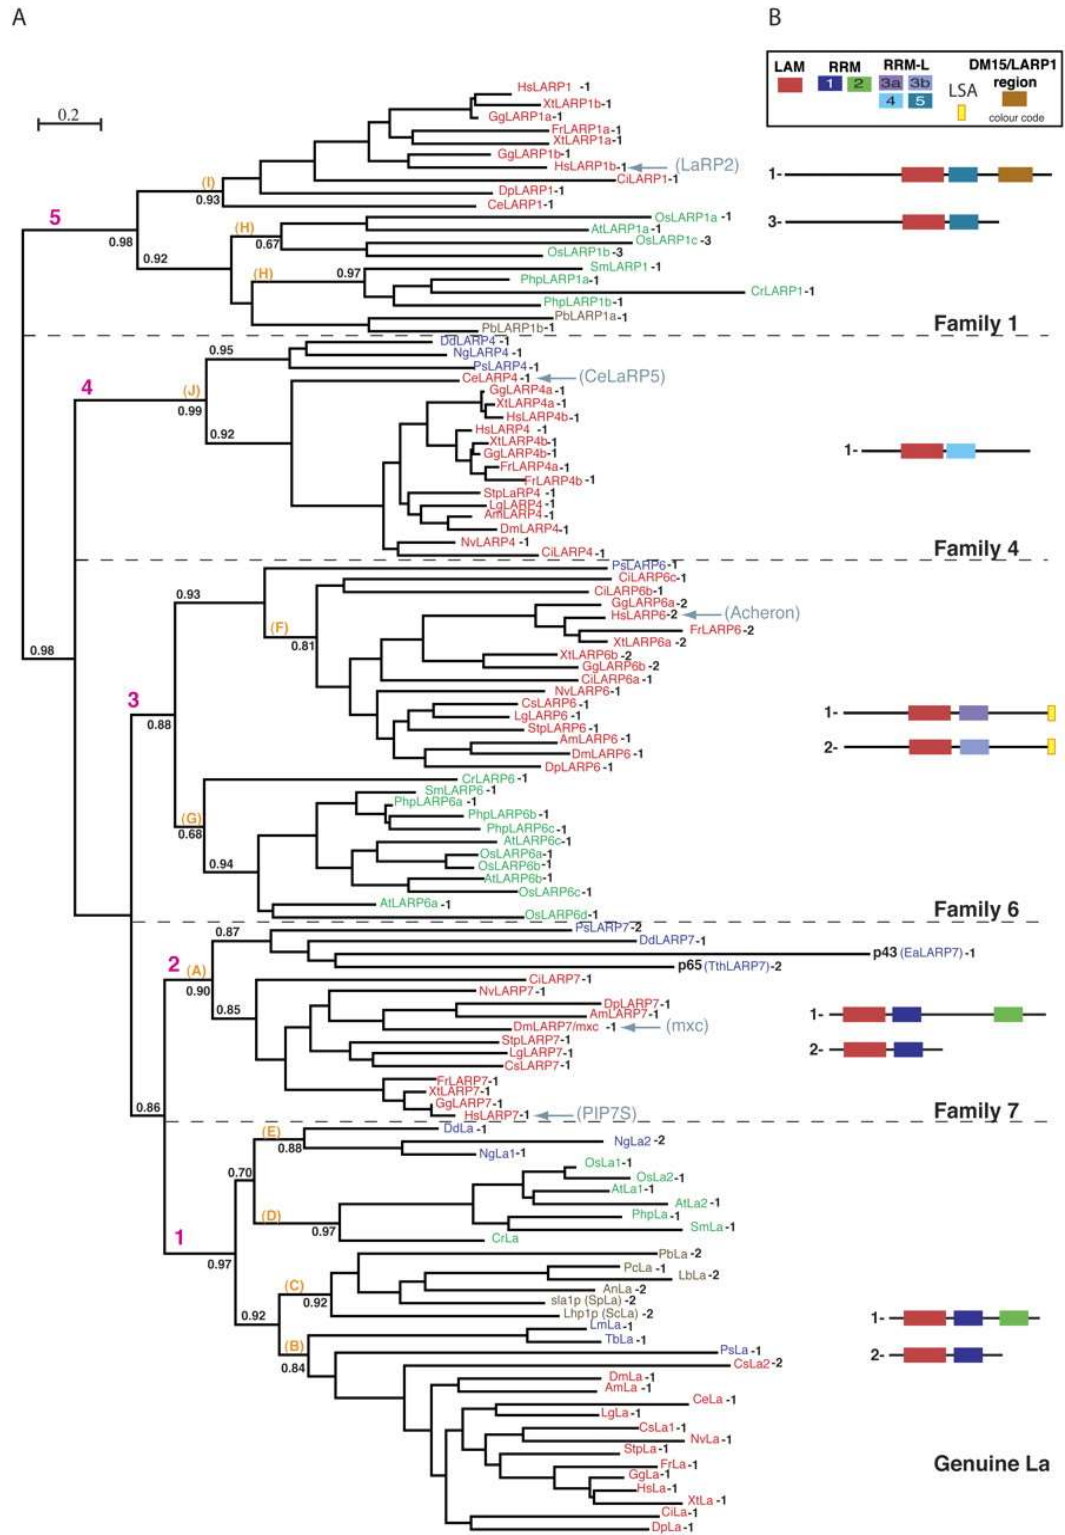 A
B
LAM RRM RRM-L DM15/LARP1
region
1 2 3a 3b
LSA
4 5
colour code
0.2
HsLARP1 -1
XtLARP1b-1
GgLARP1a-1
FrLARP1a-1
XtLARP1a-1
GgLARP1b-1
HsLARP1b-1 (LaRP2)
CiLARP1-1
(I)
0.93
DpLARP1-1
CeLARP1-1
5
0.98
OsLARP1a -1
AtLARP1a-1
(H)
0.67
OsLARP1c -3
OsLARP1b -3
0.92
SmLARP1 -1
(H)
0.97
PhpLARP1a-1
CrLARP1-1
PhpLARP1b-1
PbLARP1a-1
PbLARP1b-1
1-
3-
Family 1
DdLARP4 -1
0.95
NgLARP4 -1
PsLARP4-1
CeLARP4 -1 (CeLaRP5)
4
(J)
0.99
GgLARP4a-1
XtLARP4a-1
HsLARP4b-1
HsLARP4 -1
0.92
XtLARP4b-1
GgLARP4b-1
FrLARP4a-1
FrLARP4b -1
StpLaRP4 -1
LgLARP4 -1
AmLARP4-1
DmLARP4-1
NvLARP4 -1
CiLARP4 -1
1-
Family 4
0.98
PsLARP6-1
CiLARP6c-1
0.93
CiLARP6b-1
GgLARP6a-2
HsLARP6-2 (Acheron)
(F)
0.81
FrLARP6 -2
XtLARP6a -2
XtLARP6b -2
GgLARP6b -2
CiLARP6a-1
NvLARP6-1
3
0.88
CsLARP6 -1
LgLARP6 -1
StpLARP6 -1
AmLARP6 -1
DmLARP6 -1
DpLARP6 -1
CrLARP6 -1
SmLARP6 -1
PhpLARP6a -1
(G)
0.68
PhpLARP6b -1
PhpLARP6c -1
AtLARP6c-1
OsLARP6a-1
OsLARP6b-1
0.94
AtLARP6b-1
OsLARP6c -1
AtLARP6a -1
OsLARP6d-1
1-
2-
Family 6
PsLARP7-2
0.87
DdLARP7 -1
p43 (EaLARP7) -1
2
(A)
0.90
p65 (TthLARP7)-2
CiLARP7-1
NvLARP7-1
0.85
DpLARP7-1
AmLARP7-1
DmLARP7/mxc -1 (mxc)
StpLARP7-1
LgLARP7-1
CsLARP7-1
FrLARP7-1
XtLARP7-1
GgLARP7-1
HsLARP7-1 (PIP7S)
1-
2-
Family 7
0.86
DdLa -1
(E)
0.88
NgLa2 -2
NgLa1-1
0.70
OsLa1-1
OsLa2-1
AtLa1-1
AtLa2 -1
(D)
0.97
PhpLa -1
SmLa-1
CrLa
1
0.97
PbLa -2
PcLa -1
LbLa -2
(C)
0.92
AnLa -2
sla1p (SpLa) -2
Lhp1p (ScLa) -2
0.92
LmLa-1
TbLa -1
(B)
0.84
PsLa -1
CsLa2 -2
DmLa -1
AmLa -1
CeLa -1
LgLa -1
CsLa1 -1
NvLa -1
StpLa -1
FrLa -1
GgLa -1
HsLa -1
XtLa -1
CiLa -1
DpLa -1
1-
2-
Genuine La